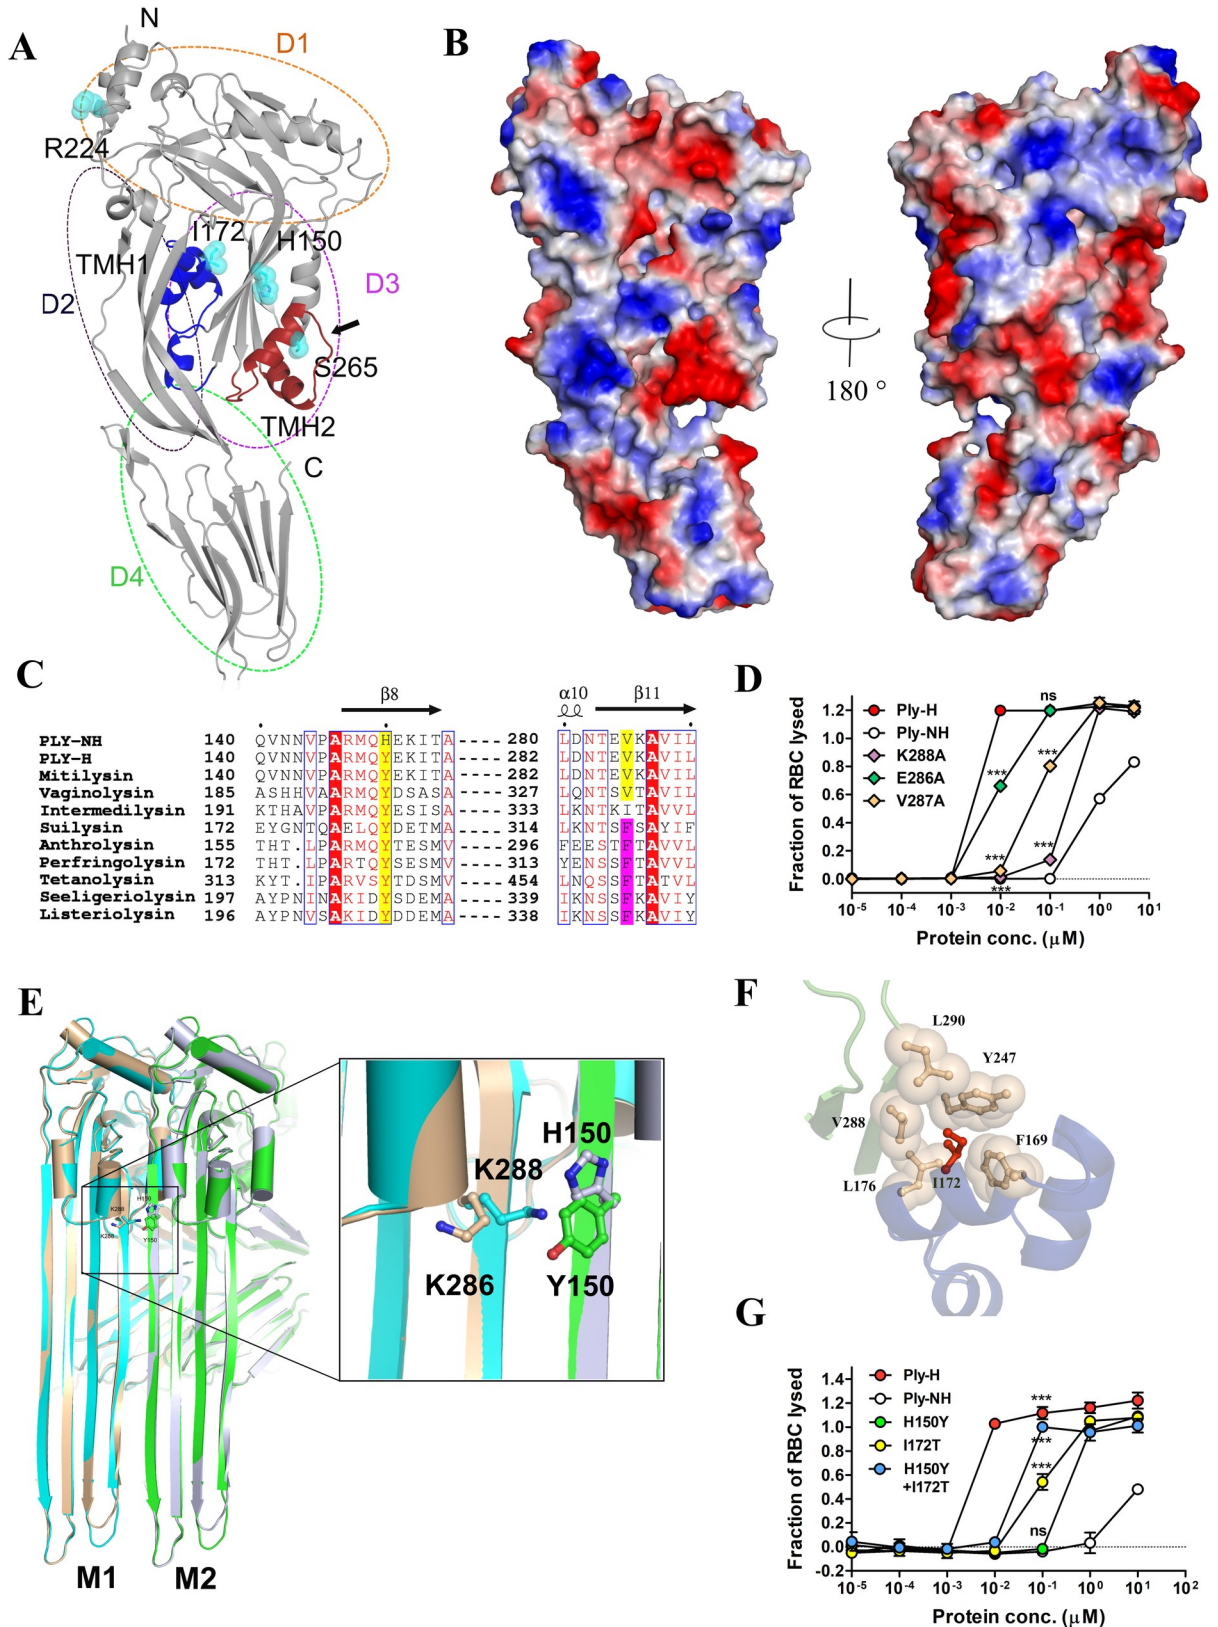 A
N
D1
R224
I172
H150
TMH1
D2
D3
S265
TMH2
C
D4
B
180 °
C
β8
α10
β11
PLY-NH 140 QVNNVPARMQHEKITA ---- 280 LDNTEVKAVIL
PLY-H 140 QVNNVPARMQYEKITA ---- 282 LDNTEVKAVIL
Mitilysin 140 QVNNVPARMQYEKITA ---- 282 LDNTEVKAVIL
Vaginolysin 185 ASHHVAARMQYDSASA ---- 327 LQNTSVTAVIL
Intermedilysin 191 KTHAVPARMQYESISA ---- 333 LKNTKITAVVL
Suilysin 172 EYGNTQAELQYDETMA ---- 314 LKNTSFSAYIF
Anthrolysin 155 THT.LPARTQYSESMV ---- 296 FEENSTFTAVVL
Perfringolysin 172 THT.LPARTQYTESMV ---- 313 YENSSFTAVVL
Tetanolysin 313 KYT.IPARVSYTDSMV ---- 454 LNQSSFTATVL
Seeligeriolysin 197 AYPNINAKIDYDDEMA ---- 339 IKNSSFKAVIY
Listeriolysin 196 AYPNVSAKIDYDDEMA ---- 338 IKNSSFKAVIY
D
Ply-H
Ply-NH
K288A
E286A
V287A
ns
***
***
***
***
***
Fraction of RBC lysed
1.2
1.0
0.8
0.6
0.4
0.2
0.0
10-5 10-4 10-3 10-2 10-1 100 101
Protein conc. (μM)
E
H150
K288
K286
Y150
H150
K288
K288
Y150
M1 M2
F
L290
Y247
V288
F169
L176
I172
G
Ply-H
Ply-NH
H150Y
I172T
H150Y
+I172T
***
***
***
ns
Fraction of RBC lysed
1.4
1.2
1.0
0.8
0.6
0.4
0.2
0.0
-0.2
10-5 10-4 10-3 10-2 10-1 100 101 102
Protein conc. (μM)